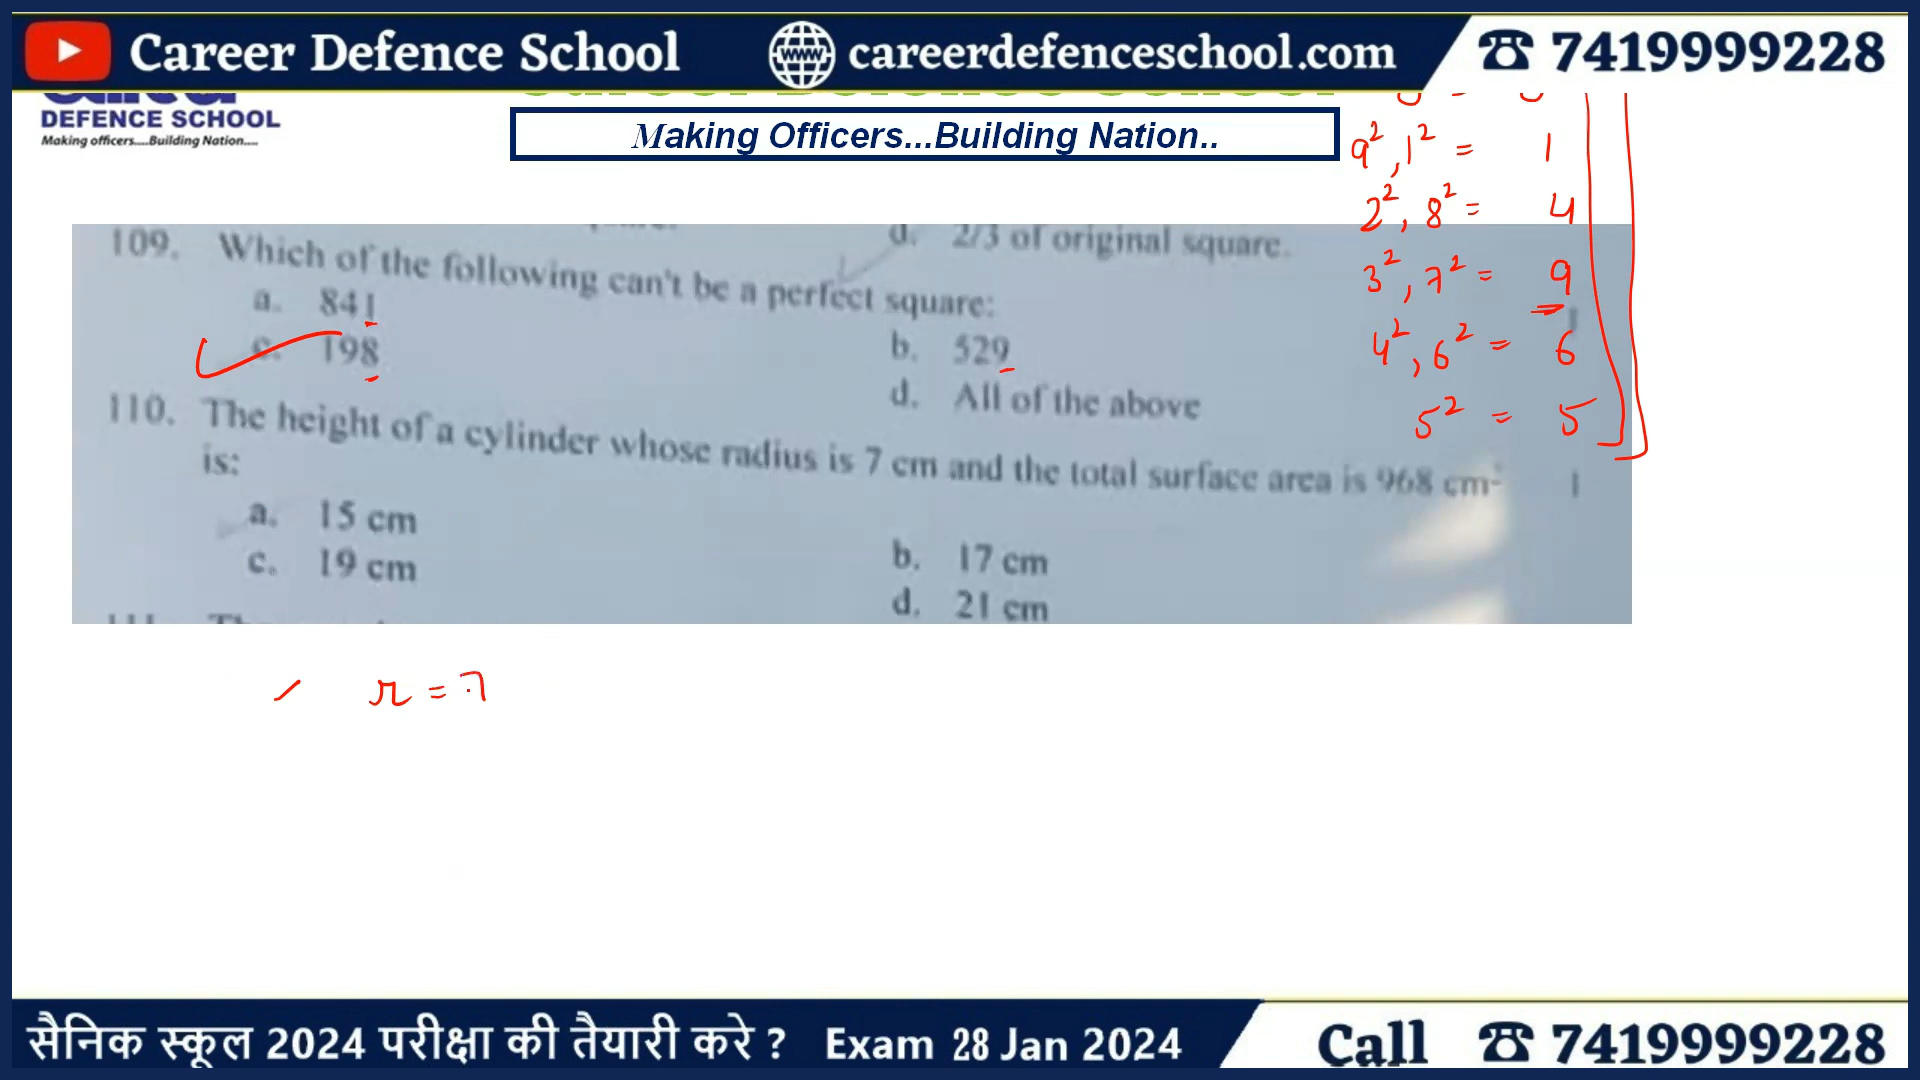 Career Defence School
careerdefenceschool.com
7419999228
DEFENCE SCHOOL
Making officers....Building Nation....
Making Officers...Building Nation..
9², 1² = 1
2², 8² = 4
3², 7² = 9
4², 6² = 6
5² = 5
d. 2/3 of original square.
109. Which of the following can't be a perfect square:
a. 841
b. 529
c. 198
d. All of the above
110. The height of a cylinder whose radius is 7 cm and the total surface area is 968 cm² 1
is:
a. 15 cm
b. 17 cm
c. 19 cm
d. 21 cm
r = 7
सैनिक स्कूल 2024 परीक्षा की तैयारी करे ? Exam 28 Jan 2024
Call 7419999228